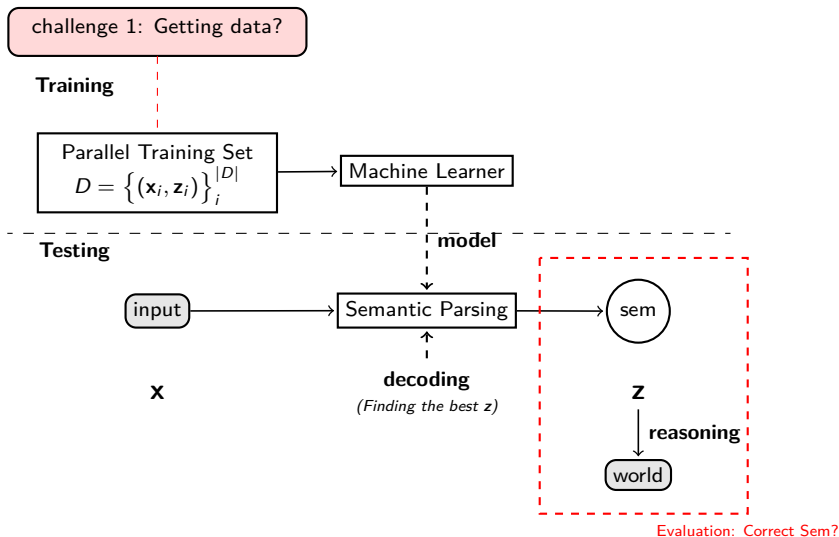 challenge 1: Getting data?
Training
Parallel Training Set
D = {(x_i, z_i)}_i^{|D|}
Machine Learner
model
Testing
input
Semantic Parsing
sem
decoding
(Finding the best z)
x
z
reasoning
world
Evaluation: Correct Sem?